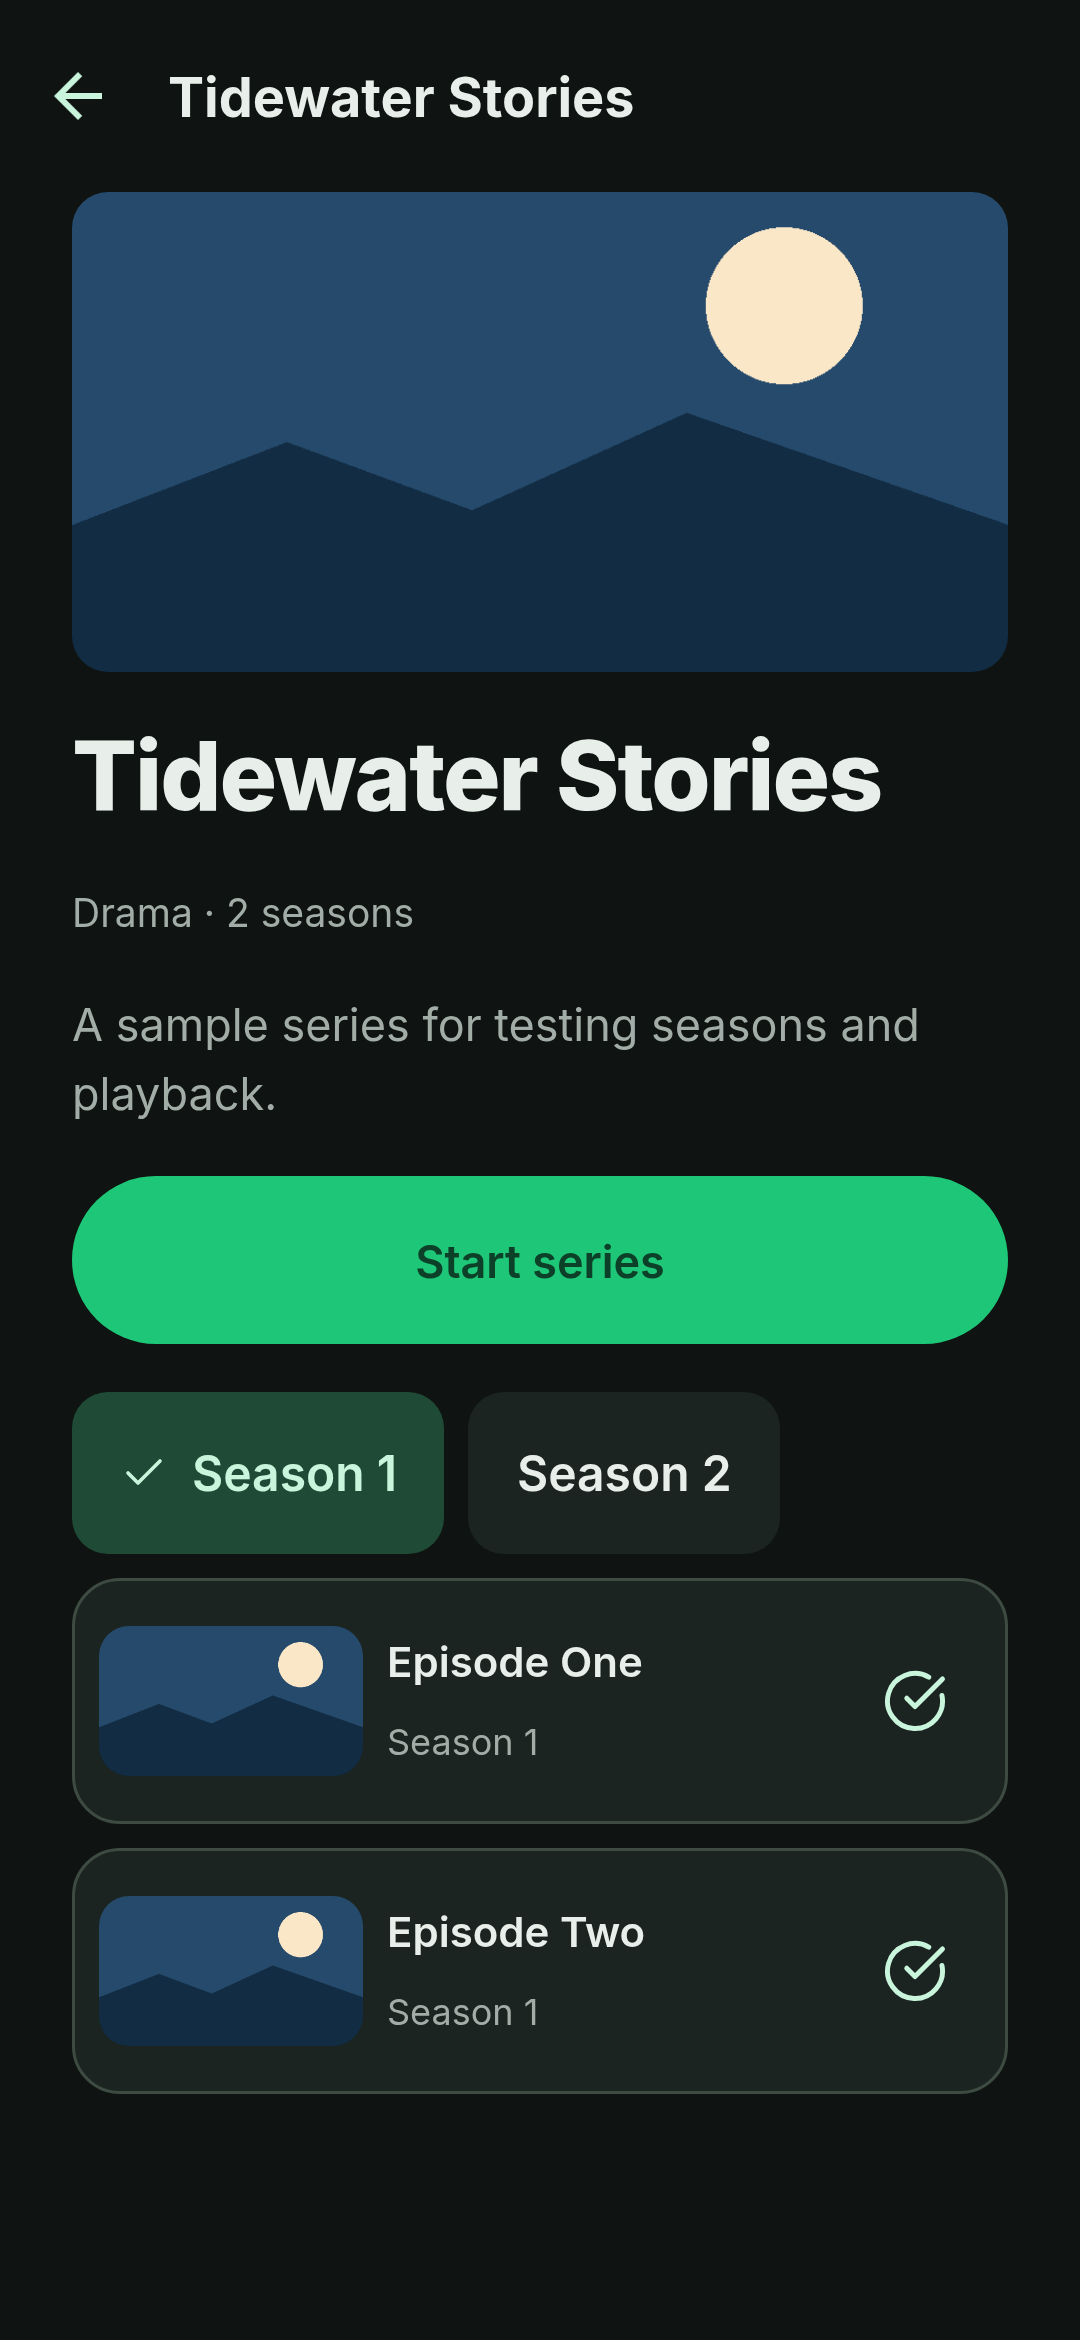 Tidewater Stories
Tidewater Stories
Drama · 2 seasons
A sample series for testing seasons and
playback.
Start series
Season 1
Season 2
Episode One
Season 1
Episode Two
Season 1